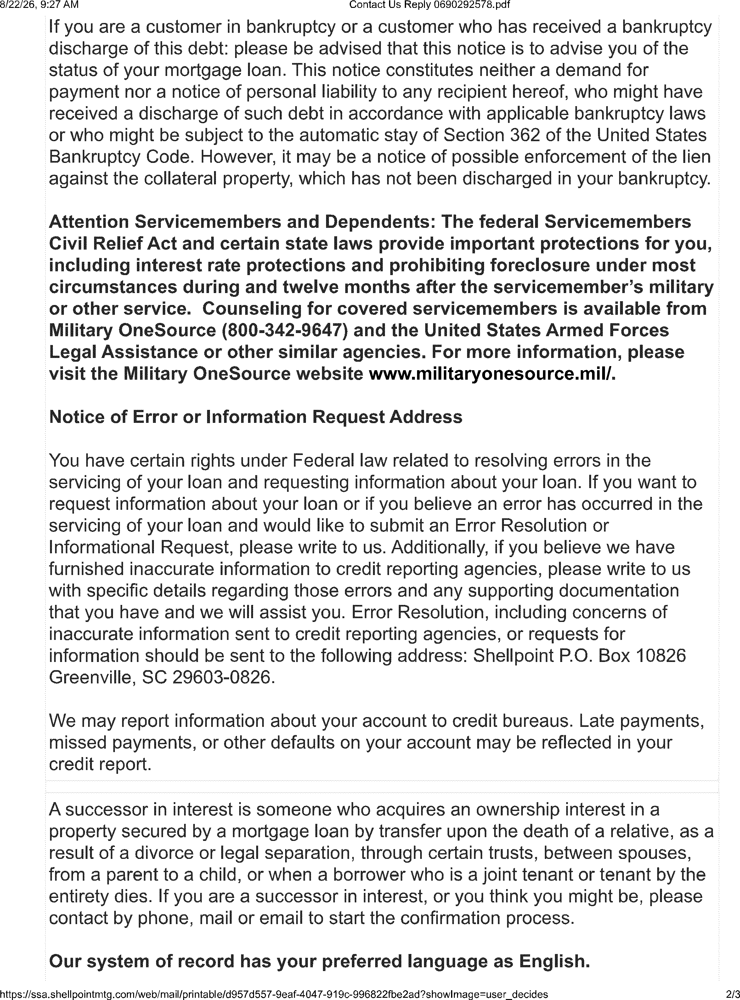 8/22/26, 9:27 AM
Contact Us Reply 0690292578.pdf
If you are a customer in bankruptcy or a customer who has received a bankruptcy
discharge of this debt: please be advised that this notice is to advise you of the
status of your mortgage loan. This notice constitutes neither a demand for
payment nor a notice of personal liability to any recipient hereof, who might have
received a discharge of such debt in accordance with applicable bankruptcy laws
or who might be subject to the automatic stay of Section 362 of the United States
Bankruptcy Code. However, it may be a notice of possible enforcement of the lien
against the collateral property, which has not been discharged in your bankruptcy.
Attention Servicemembers and Dependents: The federal Servicemembers
Civil Relief Act and certain state laws provide important protections for you,
including interest rate protections and prohibiting foreclosure under most
circumstances during and twelve months after the servicemember’s military
or other service.  Counseling for covered servicemembers is available from
Military OneSource (800-342-9647) and the United States Armed Forces
Legal Assistance or other similar agencies. For more information, please
visit the Military OneSource website www.militaryonesource.mil/.
Notice of Error or Information Request Address
You have certain rights under Federal law related to resolving errors in the
servicing of your loan and requesting information about your loan. If you want to
request information about your loan or if you believe an error has occurred in the
servicing of your loan and would like to submit an Error Resolution or
Informational Request, please write to us. Additionally, if you believe we have
furnished inaccurate information to credit reporting agencies, please write to us
with specific details regarding those errors and any supporting documentation
that you have and we will assist you. Error Resolution, including concerns of
inaccurate information sent to credit reporting agencies, or requests for
information should be sent to the following address: Shellpoint P.O. Box 10826
Greenville, SC 29603-0826.
We may report information about your account to credit bureaus. Late payments,
missed payments, or other defaults on your account may be reflected in your
credit report.
A successor in interest is someone who acquires an ownership interest in a
property secured by a mortgage loan by transfer upon the death of a relative, as a
result of a divorce or legal separation, through certain trusts, between spouses,
from a parent to a child, or when a borrower who is a joint tenant or tenant by the
entirety dies. If you are a successor in interest, or you think you might be, please
contact by phone, mail or email to start the confirmation process.
Our system of record has your preferred language as English.
https://ssa.shellpointmtg.com/web/mail/printable/d957d557-9eaf-4047-919c-996822fbe2ad?showImage=user_decides
2/3